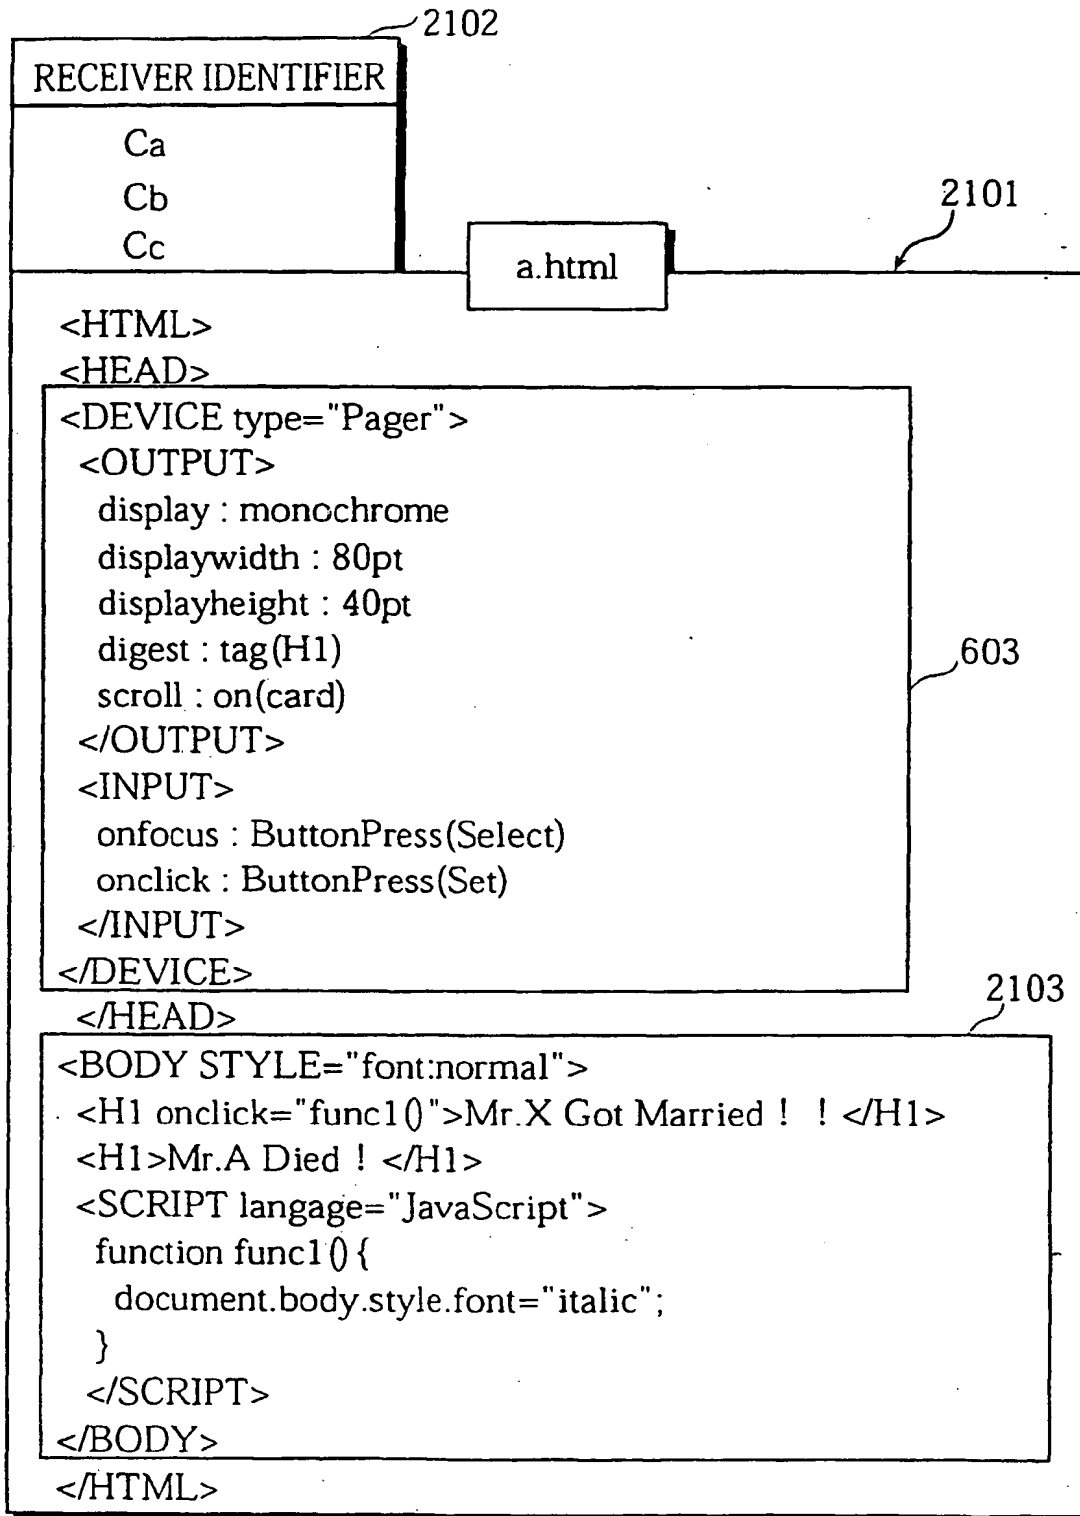 2102
RECEIVER IDENTIFIER
Ca
Cb
Cc
2101
a.html
<HTML>
<HEAD>
<DEVICE type="Pager">
<OUTPUT>
display : monochrome
displaywidth : 80pt
displayheight : 40pt
digest : tag(H1)
scroll : on(card)
</OUTPUT>
<INPUT>
onfocus : ButtonPress(Select)
onclick : ButtonPress(Set)
</INPUT>
</DEVICE>
603
</HEAD>
2103
<BODY STYLE="font:normal">
<H1 onclick="func1()">Mr.X Got Married ! ! </H1>
<H1>Mr.A Died ! </H1>
<SCRIPT langage="JavaScript">
function func1() {
document.body.style.font="italic";
}
</SCRIPT>
</BODY>
</HTML>